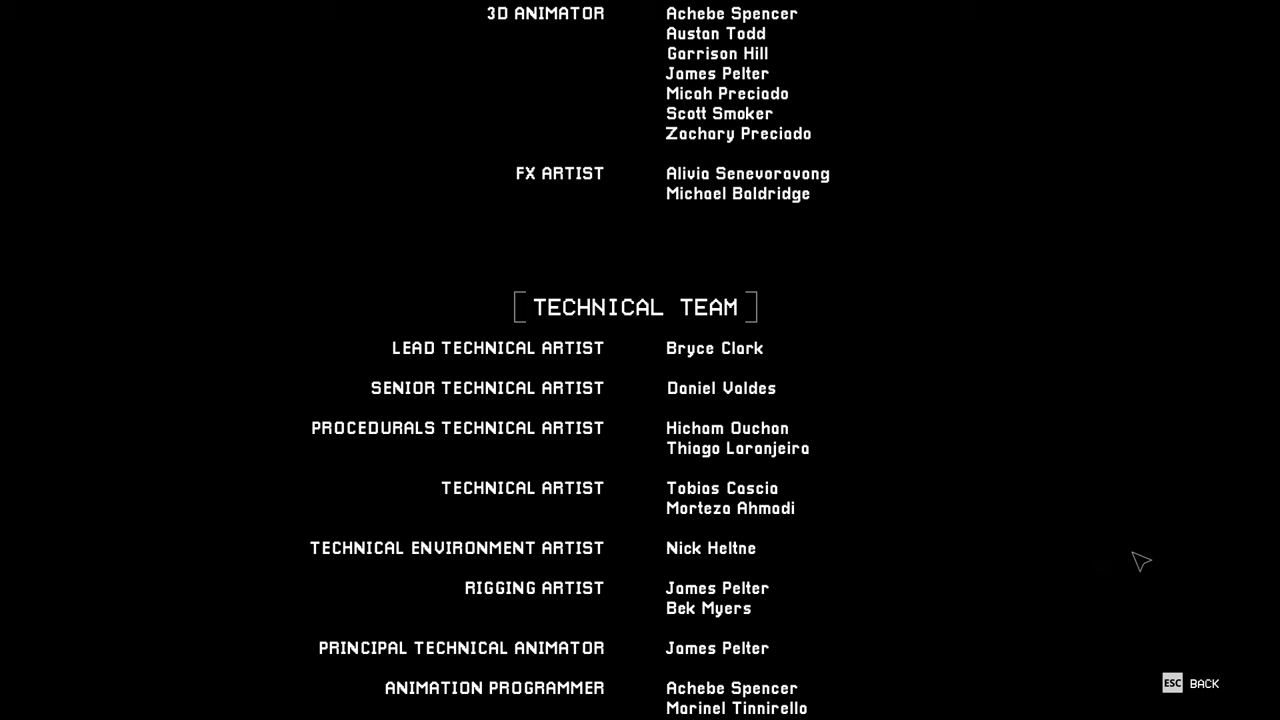 3D ANIMATOR Achebe Spencer
Austan Todd
Garrison Hill
James Pelter
Micah Preciado
Scott Smoker
Zachary Preciado
FX ARTIST Alivia Senevoravong
Michael Baldridge
TECHNICAL TEAM
LEAD TECHNICAL ARTIST Bryce Clark
SENIOR TECHNICAL ARTIST Daniel Valdes
PROCEDURALS TECHNICAL ARTIST Hicham Ouchan
Thiago Laranjeira
TECHNICAL ARTIST Tobias Cascia
Morteza Ahmadi
TECHNICAL ENVIRONMENT ARTIST Nick Heltne
RIGGING ARTIST James Pelter
Bek Myers
PRINCIPAL TECHNICAL ANIMATOR James Pelter
ANIMATION PROGRAMMER Achebe Spencer
Marinel Tinnirello
ESC BACK